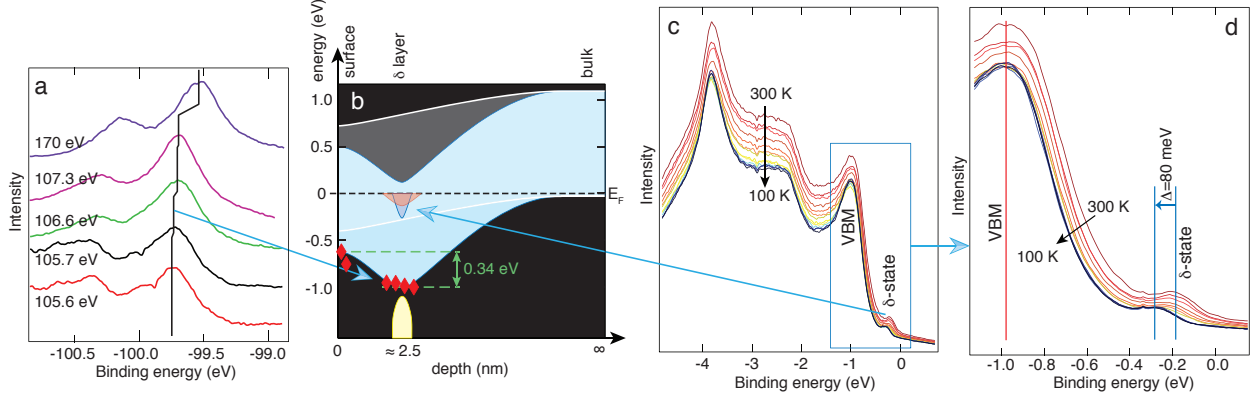 a
170 eV
107.3 eV
106.6 eV
105.7 eV
105.6 eV
Intensity
-100.5 -100.0 -99.5 -99.0
Binding energy (eV)
energy (eV)
surface
δ layer
bulk
b
1.0
0.5
0
-0.5
-1.0
E_F
0.34 eV
0 ≈ 2.5 ∞
depth (nm)
c
300 K
100 K
VBM
δ-state
Intensity
-4 -3 -2 -1 0
Binding energy (eV)
d
Δ=80 meV
300 K
100 K
VBM
δ-state
Intensity
-1.0 -0.8 -0.6 -0.4 -0.2 0.0
Binding energy (eV)